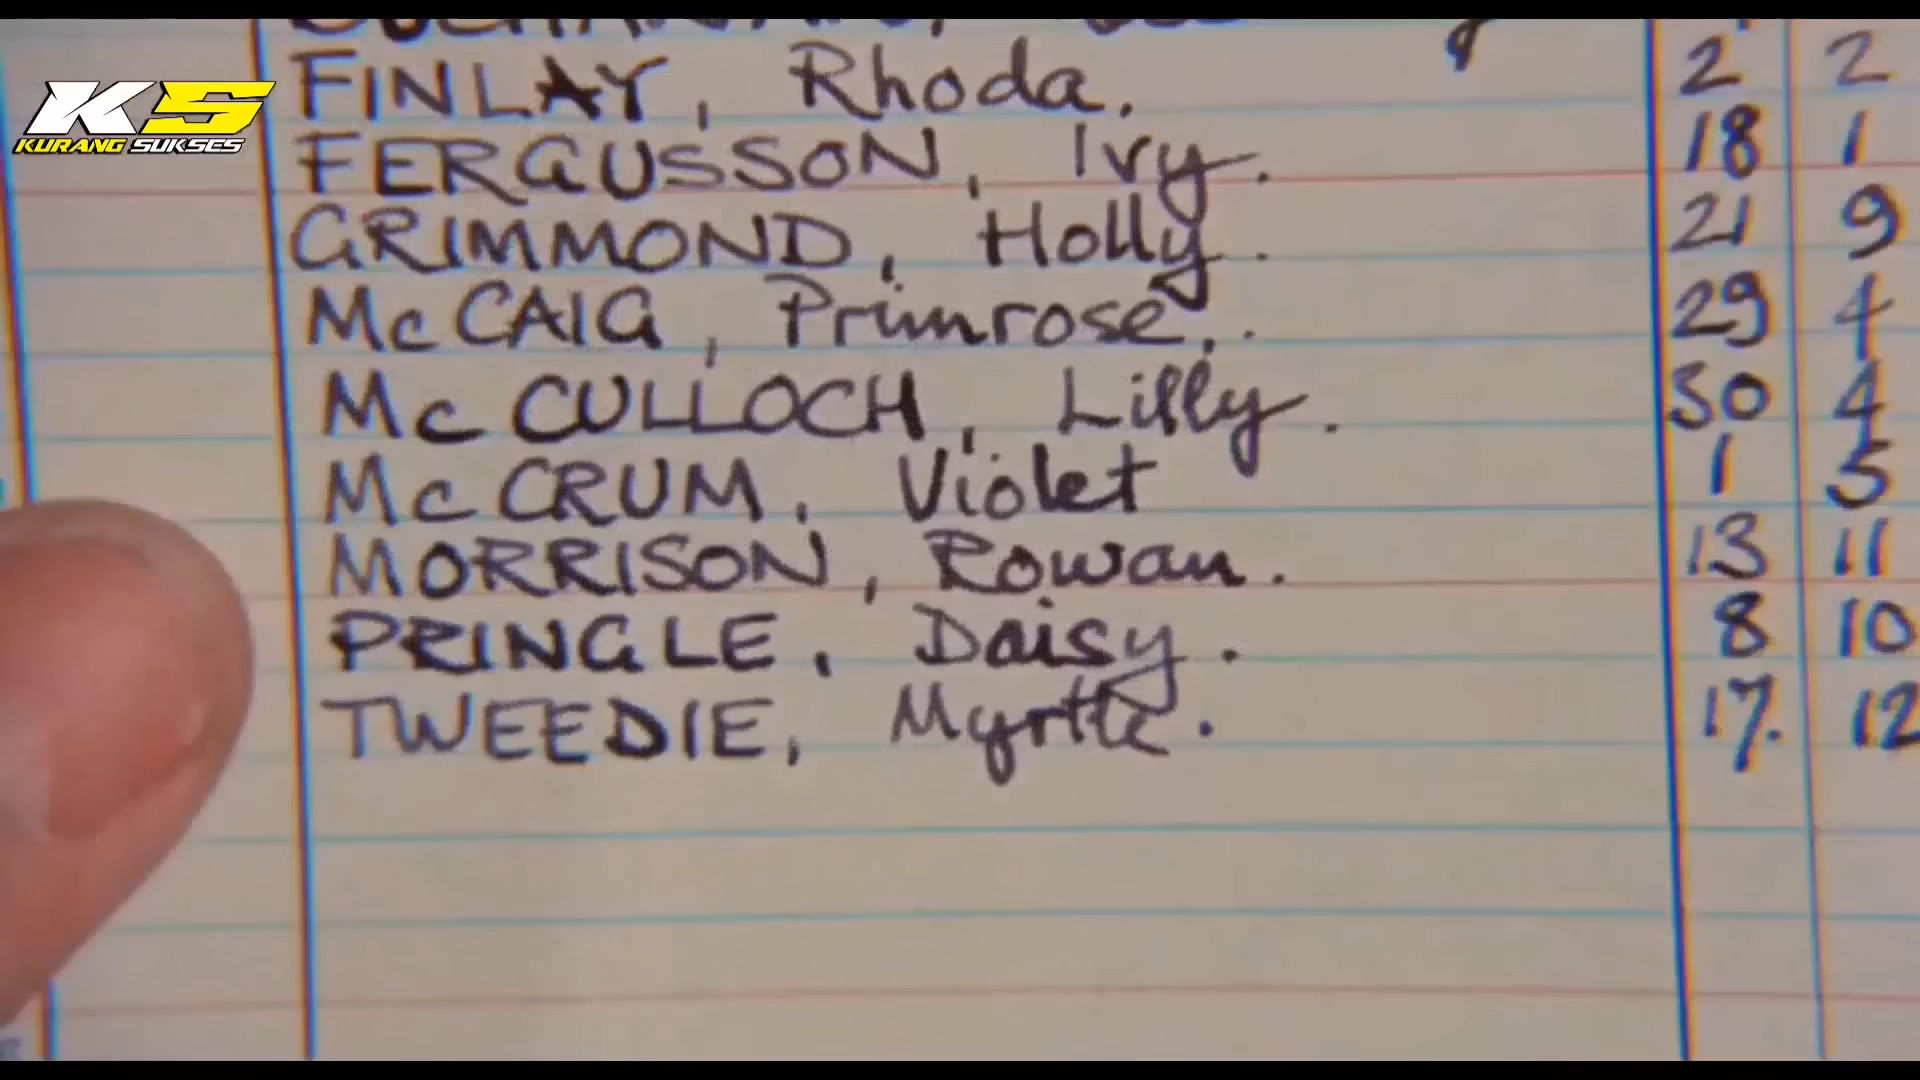 FINLAY, Rhoda. 2 2
KS
KURANG SUKSES
FERGUSSON, Ivy. 18 1
GRIMMOND, Holly. 21 9
McCAIG, Primrose. 29 4
McCULLOCH, Lilly. 30 4
McCRUM, Violet 1 5
MORRISON, Rowan. 13 11
PRINGLE, Daisy. 8 10
TWEEDIE, Myrtle. 17. 12